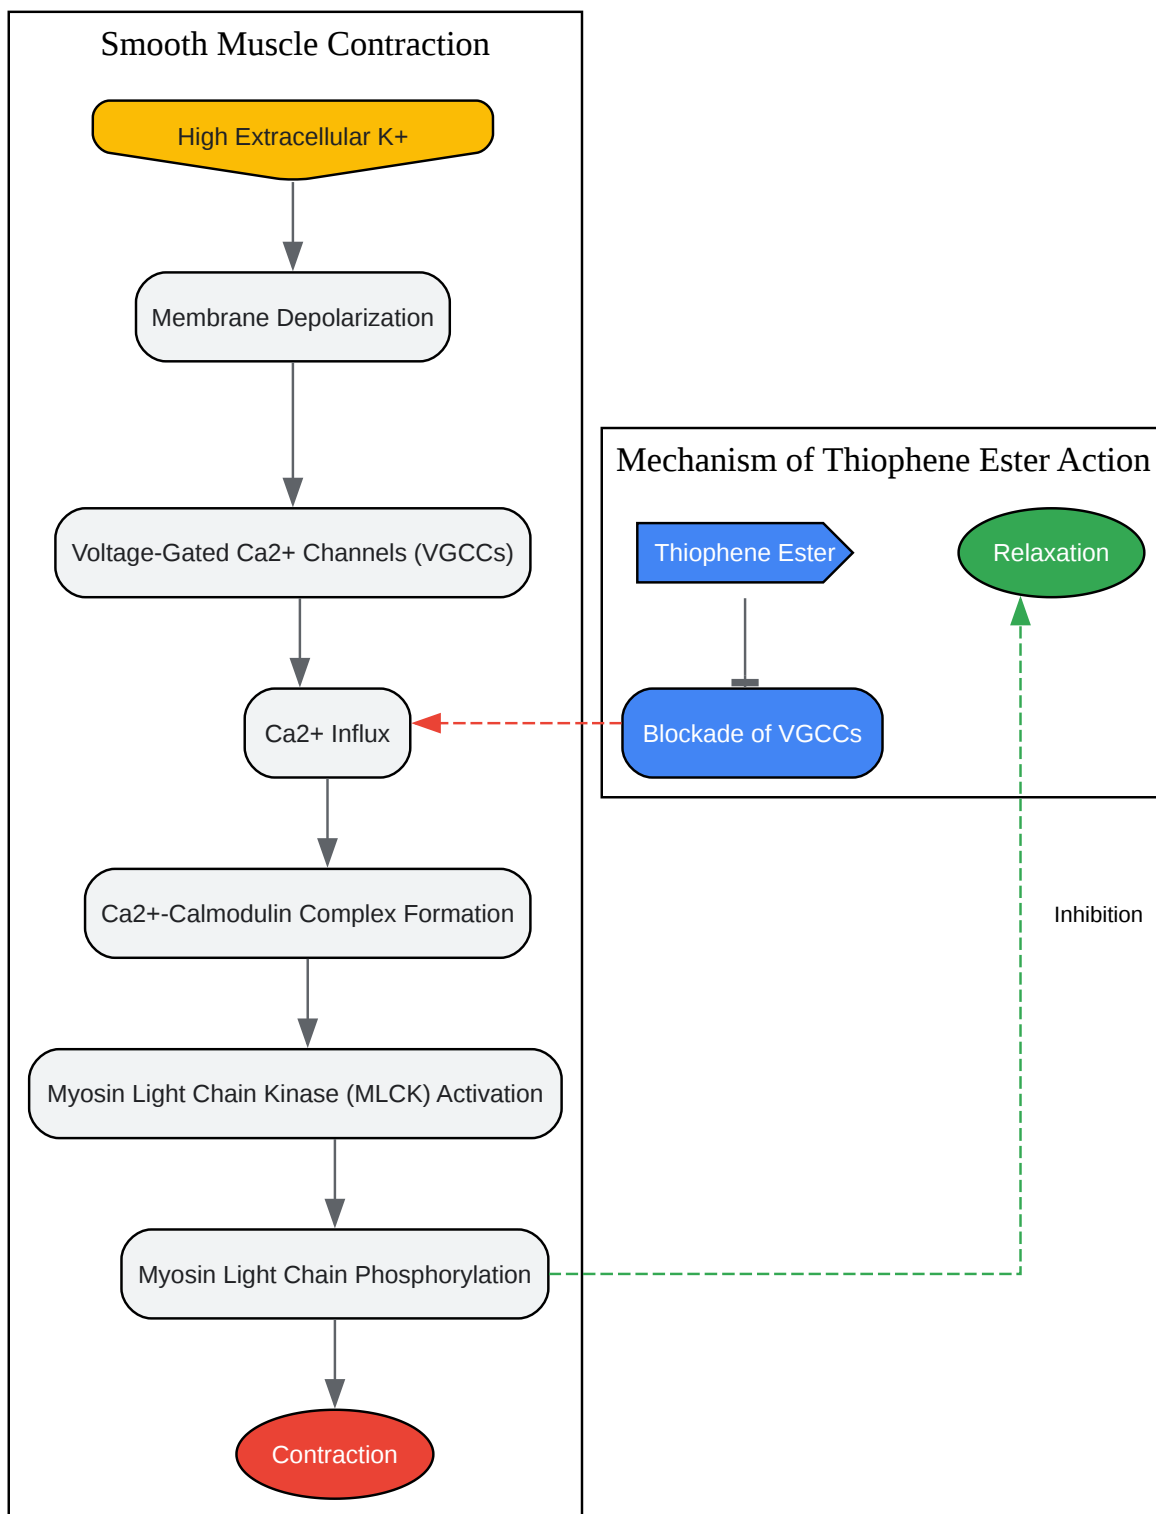 Smooth Muscle Contraction
High Extracellular K+
Membrane Depolarization
Voltage-Gated Ca2+ Channels (VGCCs)
Ca2+ Influx
Ca2+-Calmodulin Complex Formation
Myosin Light Chain Kinase (MLCK) Activation
Myosin Light Chain Phosphorylation
Contraction
Mechanism of Thiophene Ester Action
Thiophene Ester
Relaxation
Blockade of VGCCs
Inhibition